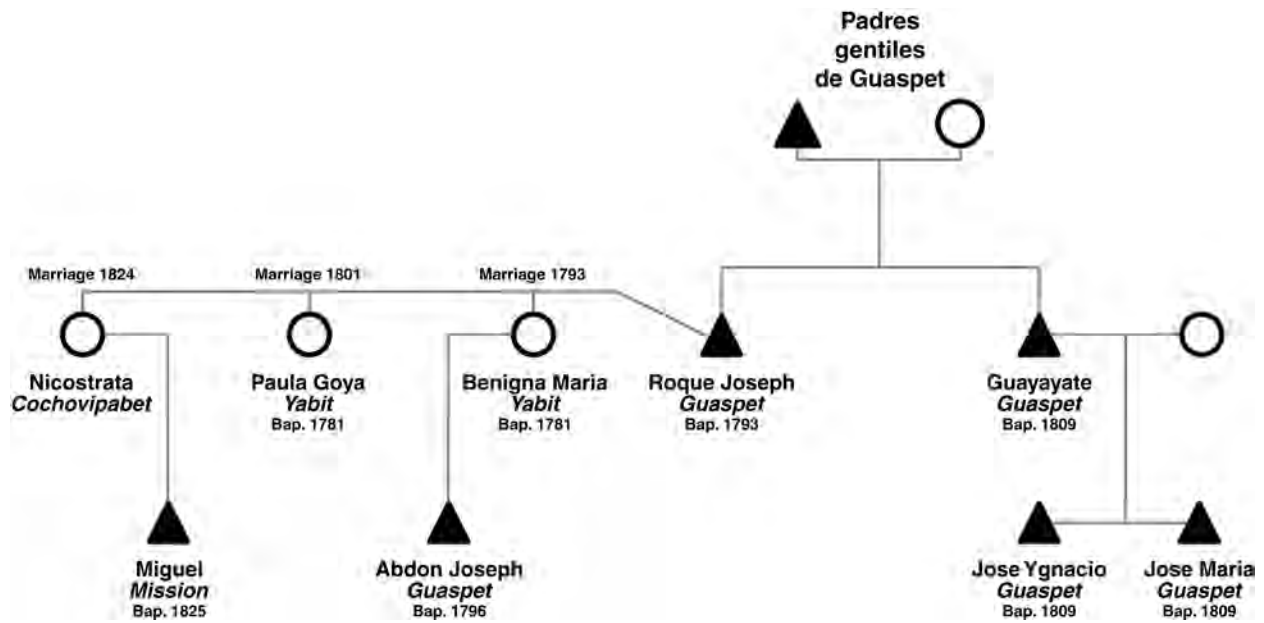 Padres
gentiles
de Guaspet
Marriage 1824
Marriage 1801
Marriage 1793
Nicostrata
Cochovipabet
Paula Goya
Yabit
Bap. 1781
Benigna Maria
Yabit
Bap. 1781
Roque Joseph
Guaspet
Bap. 1793
Guayayate
Guaspet
Bap. 1809
Miguel
Mission
Bap. 1825
Abdon Joseph
Guaspet
Bap. 1796
Jose Ygnacio
Guaspet
Bap. 1809
Jose Maria
Guaspet
Bap. 1809